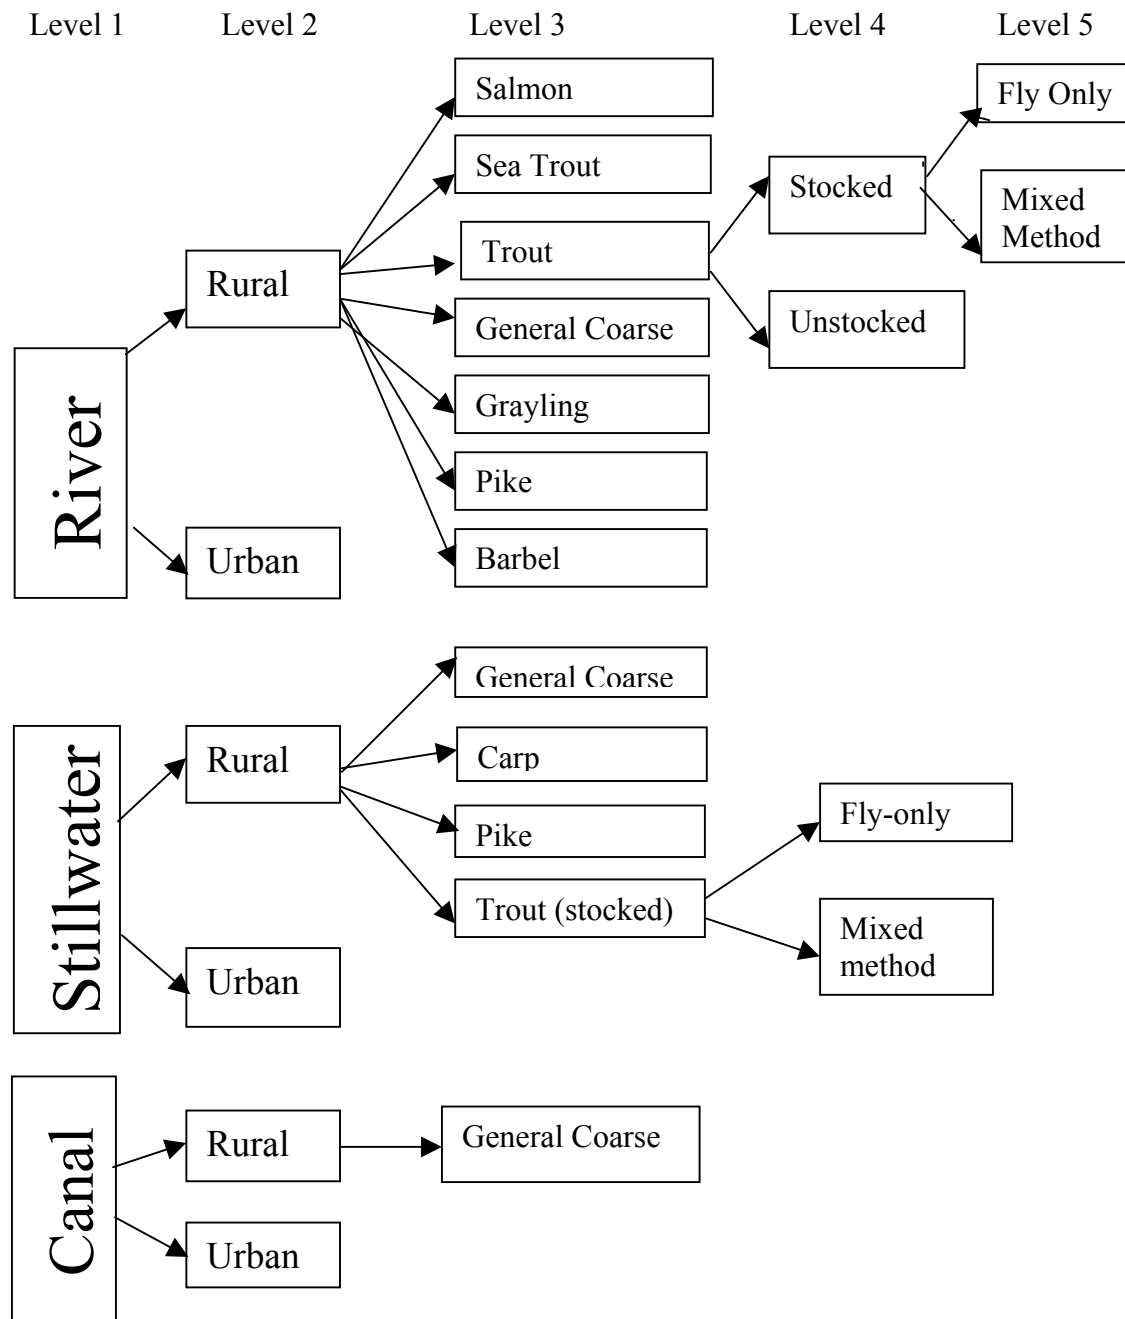 Level 1 Level 2 Level 3 Level 4 Level 5
River
Rural
Salmon
Sea Trout
Trout
Stocked
Fly Only
Mixed
Method
Unstocked
General Coarse
Grayling
Pike
Barbel
Urban
Stillwater
Rural
General Coarse
Carp
Pike
Trout (stocked)
Fly-only
Mixed
method
Urban
Canal
Rural
General Coarse
Urban